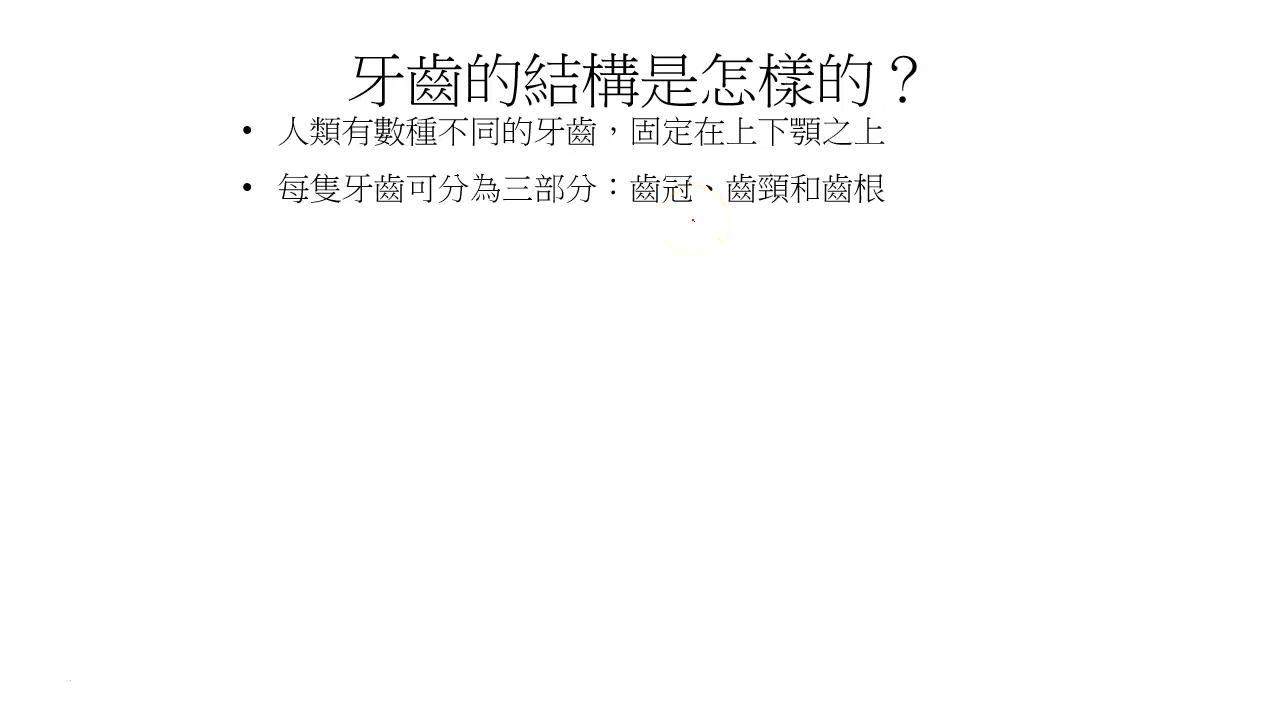 牙齒的結構是怎樣的？
• 人類有數種不同的牙齒，固定在上下顎之上
• 每隻牙齒可分為三部分：齒冠、齒頸和齒根